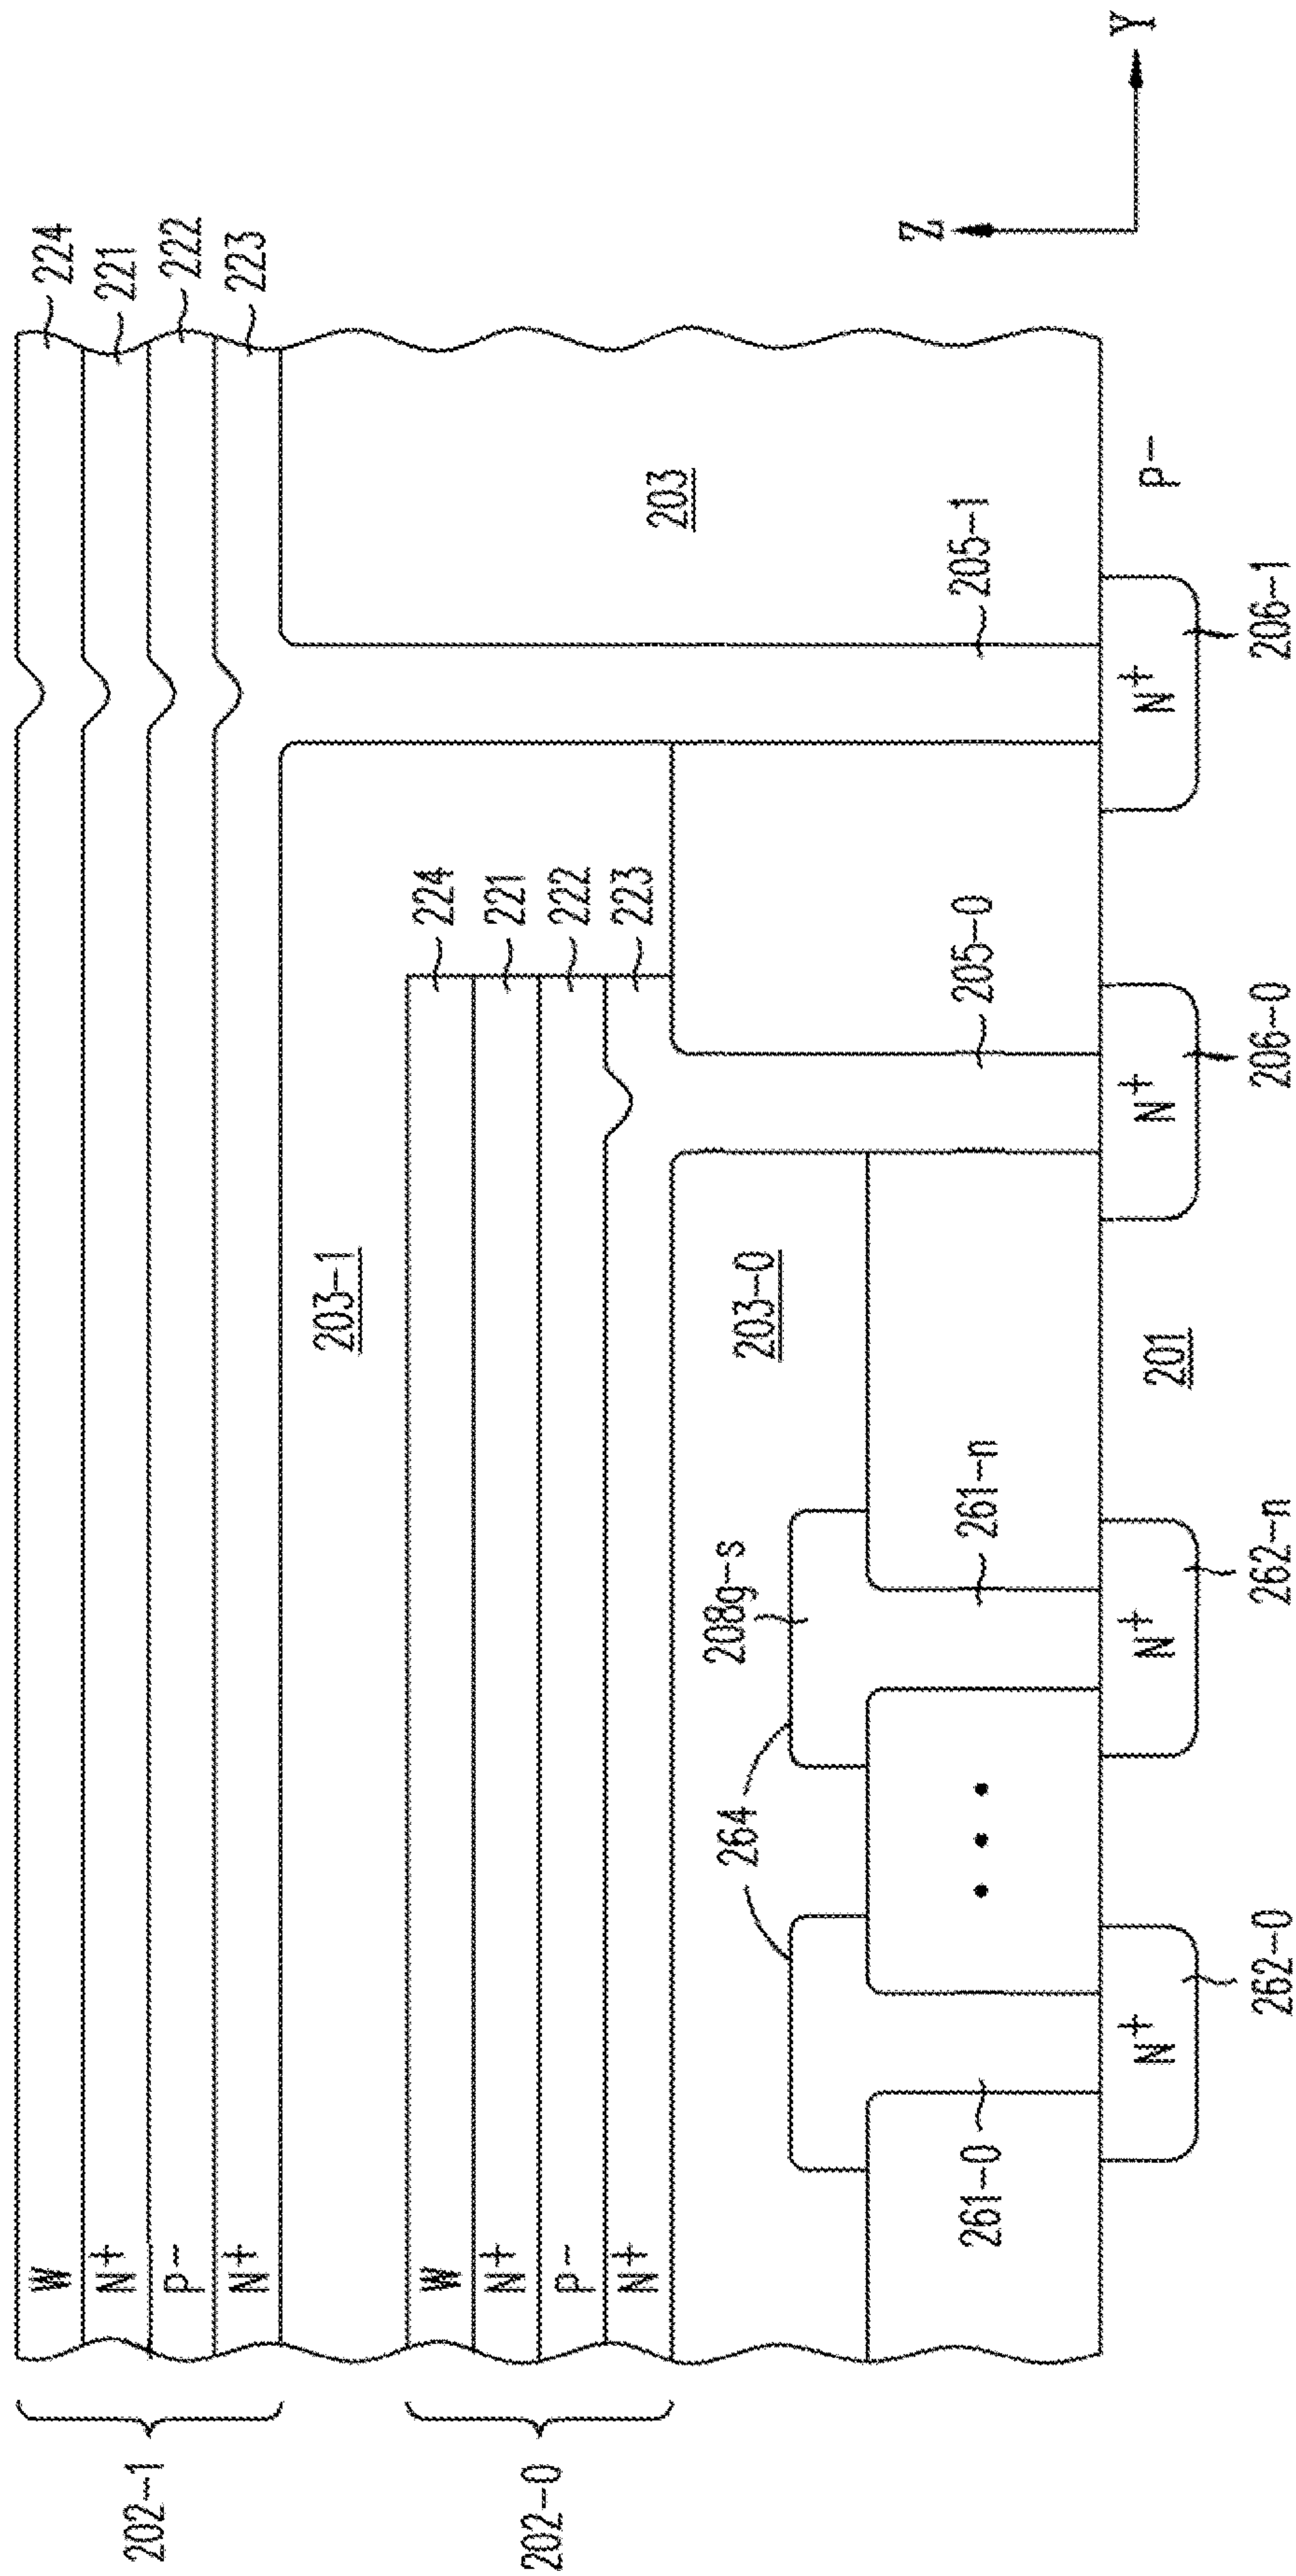 202-1
W
N+
P-
N+
224
221
222
223
203-1
203
202-0
W
N+
P-
N+
224
221
222
223
203-0
208g-s
264
261-0
261-n
205-0
205-1
Z
Y
N+
N+
N+
N+
P-
201
262-0
262-n
206-0
206-1